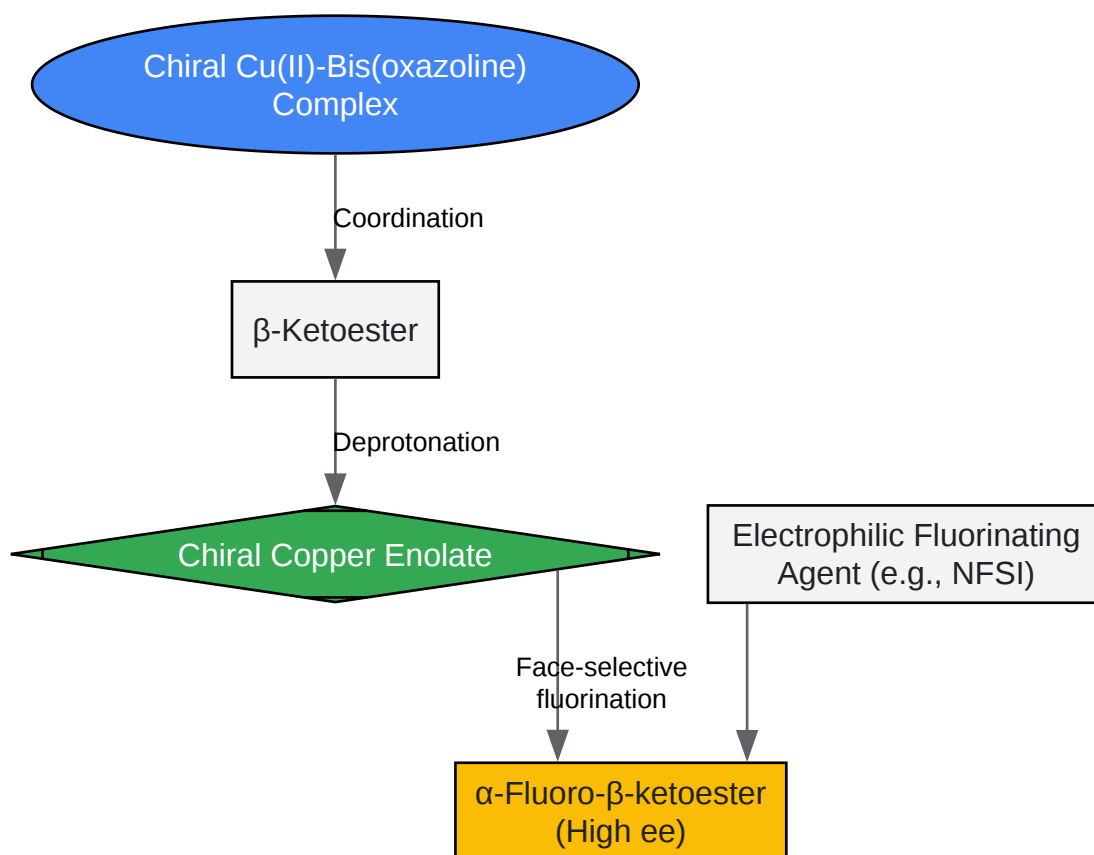 Chiral Cu(II)-Bis(oxazoline)
Complex
Coordination
β-Ketoester
Deprotonation
Chiral Copper Enolate
Electrophilic Fluorinating
Agent (e.g., NFSI)
Face-selective
fluorination
α-Fluoro-β-ketoester
(High ee)